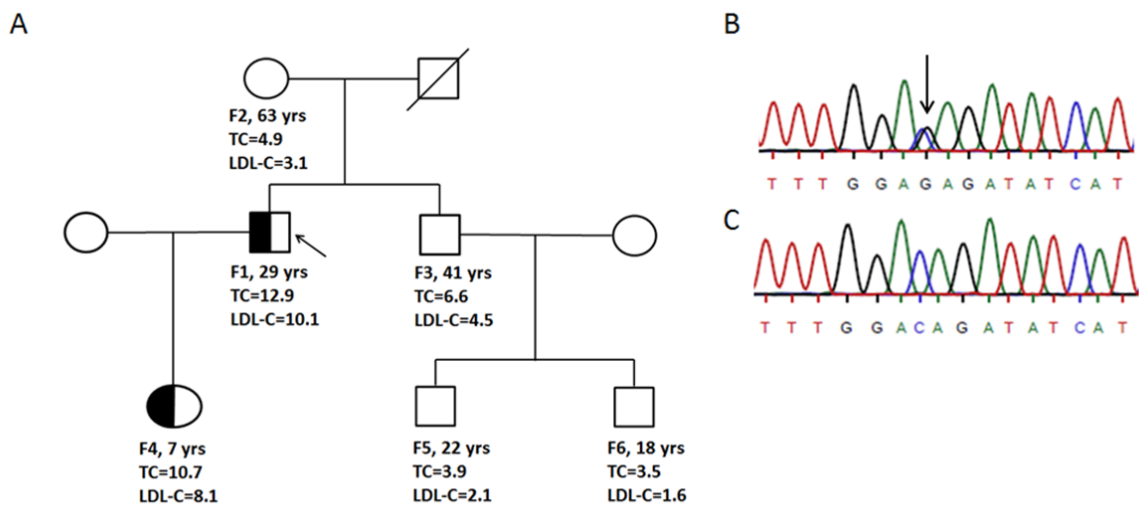 A
B
F2, 63 yrs
TC=4.9
LDL-C=3.1
T T T G G A G A G A T A T C A T
C
F1, 29 yrs
TC=12.9
LDL-C=10.1
F3, 41 yrs
TC=6.6
LDL-C=4.5
T T T G G A C A G A T A T C A T
F4, 7 yrs
TC=10.7
LDL-C=8.1
F5, 22 yrs
TC=3.9
LDL-C=2.1
F6, 18 yrs
TC=3.5
LDL-C=1.6